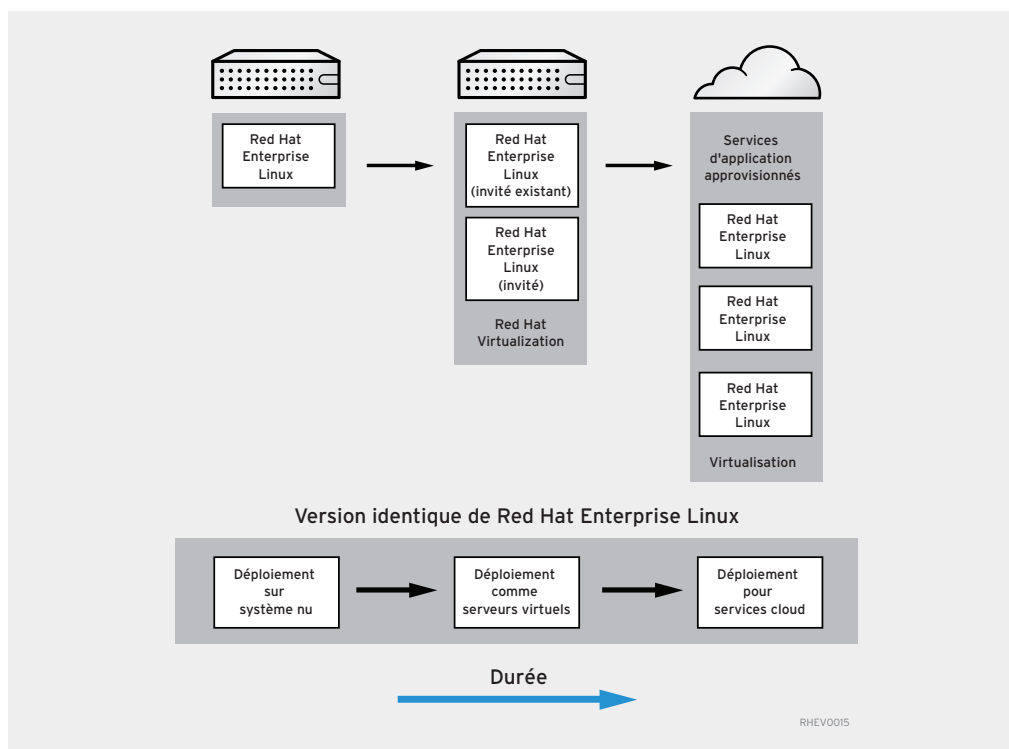 Red Hat
Enterprise
Linux
Red Hat
Enterprise
Linux
(invité existant)
Red Hat
Enterprise
Linux
(invité)
Red Hat
Virtualization
Services
d'application
approvisionnés
Red Hat
Enterprise
Linux
Red Hat
Enterprise
Linux
Red Hat
Enterprise
Linux
Virtualisation
Version identique de Red Hat Enterprise Linux
Déploiement
sur
système nu
Déploiement
comme
serveurs virtuels
Déploiement
pour
services cloud
Durée
RHEV0015